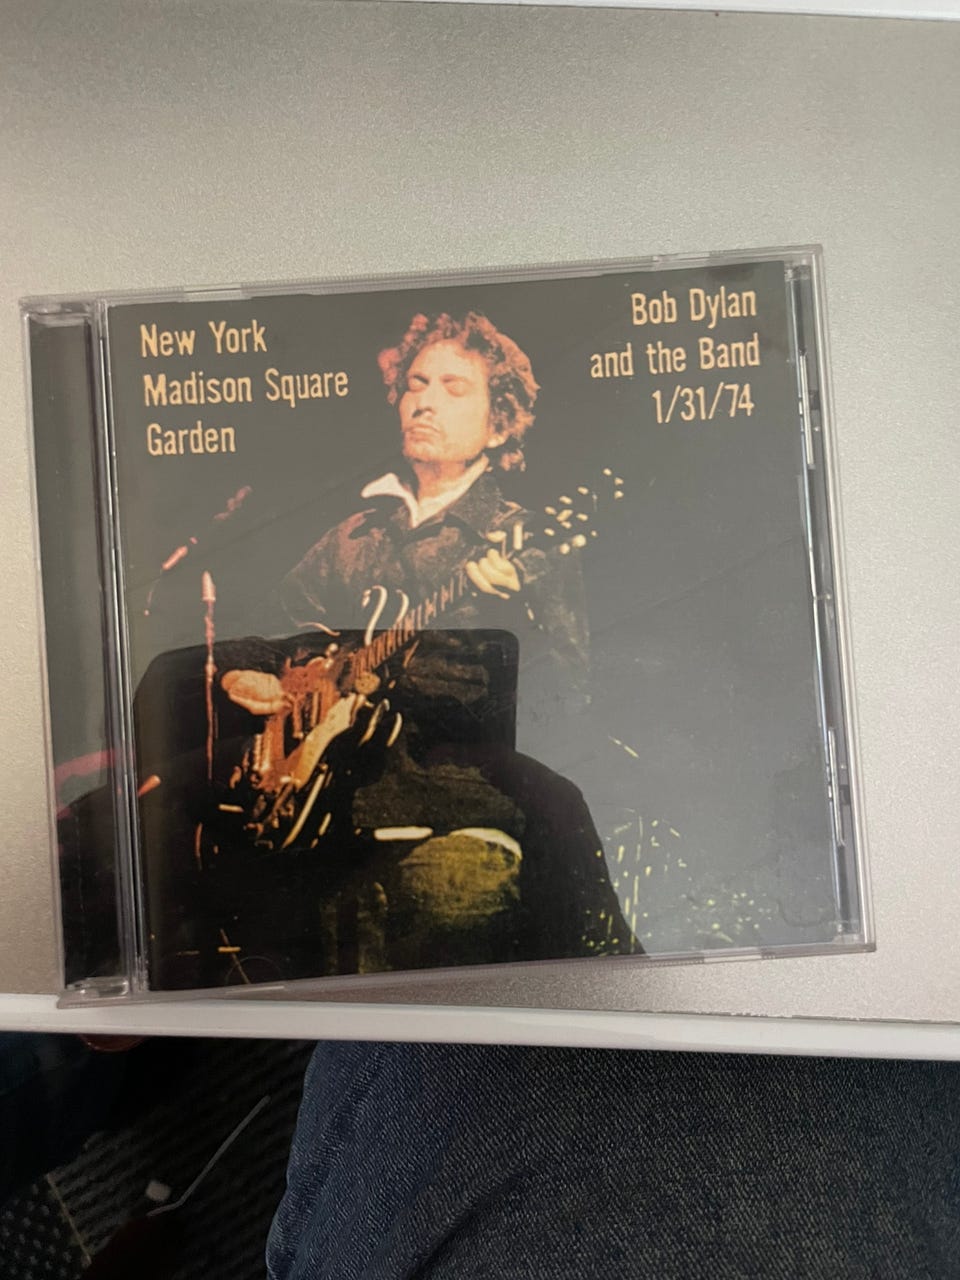 New York
Madison Square
Garden
Bob Dylan
and the Band
1/31/74